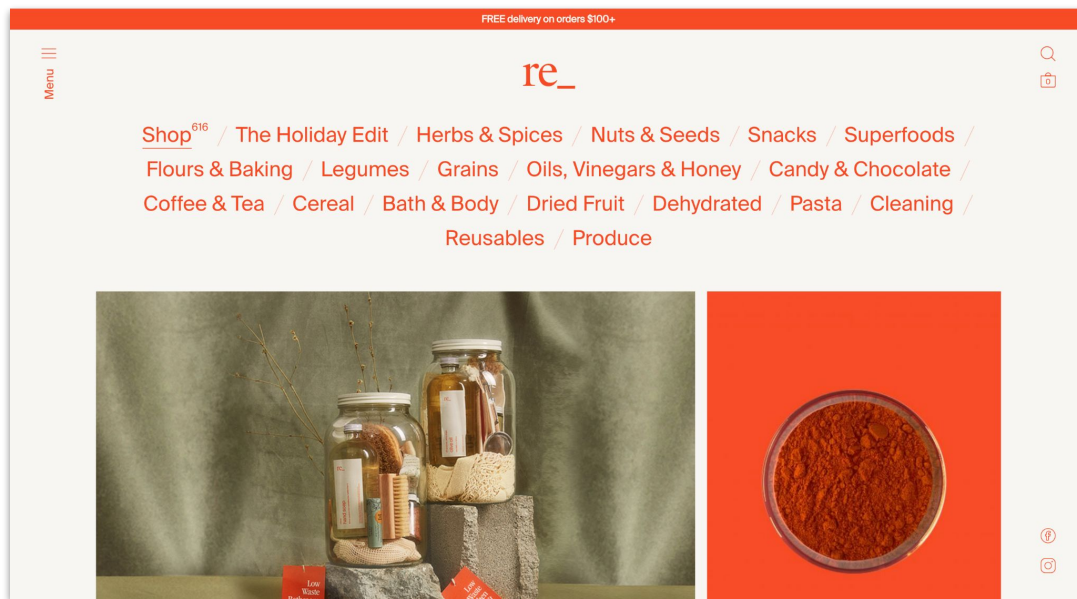 FREE delivery on orders $100+
Menu
re_
0
Shop616 / The Holiday Edit / Herbs & Spices / Nuts & Seeds / Snacks / Superfoods /
Flours & Baking / Legumes / Grains / Oils, Vinegars & Honey / Candy & Chocolate /
Coffee & Tea / Cereal / Bath & Body / Dried Fruit / Dehydrated / Pasta / Cleaning /
Reusables / Produce
Low
Waste
Low
Waste